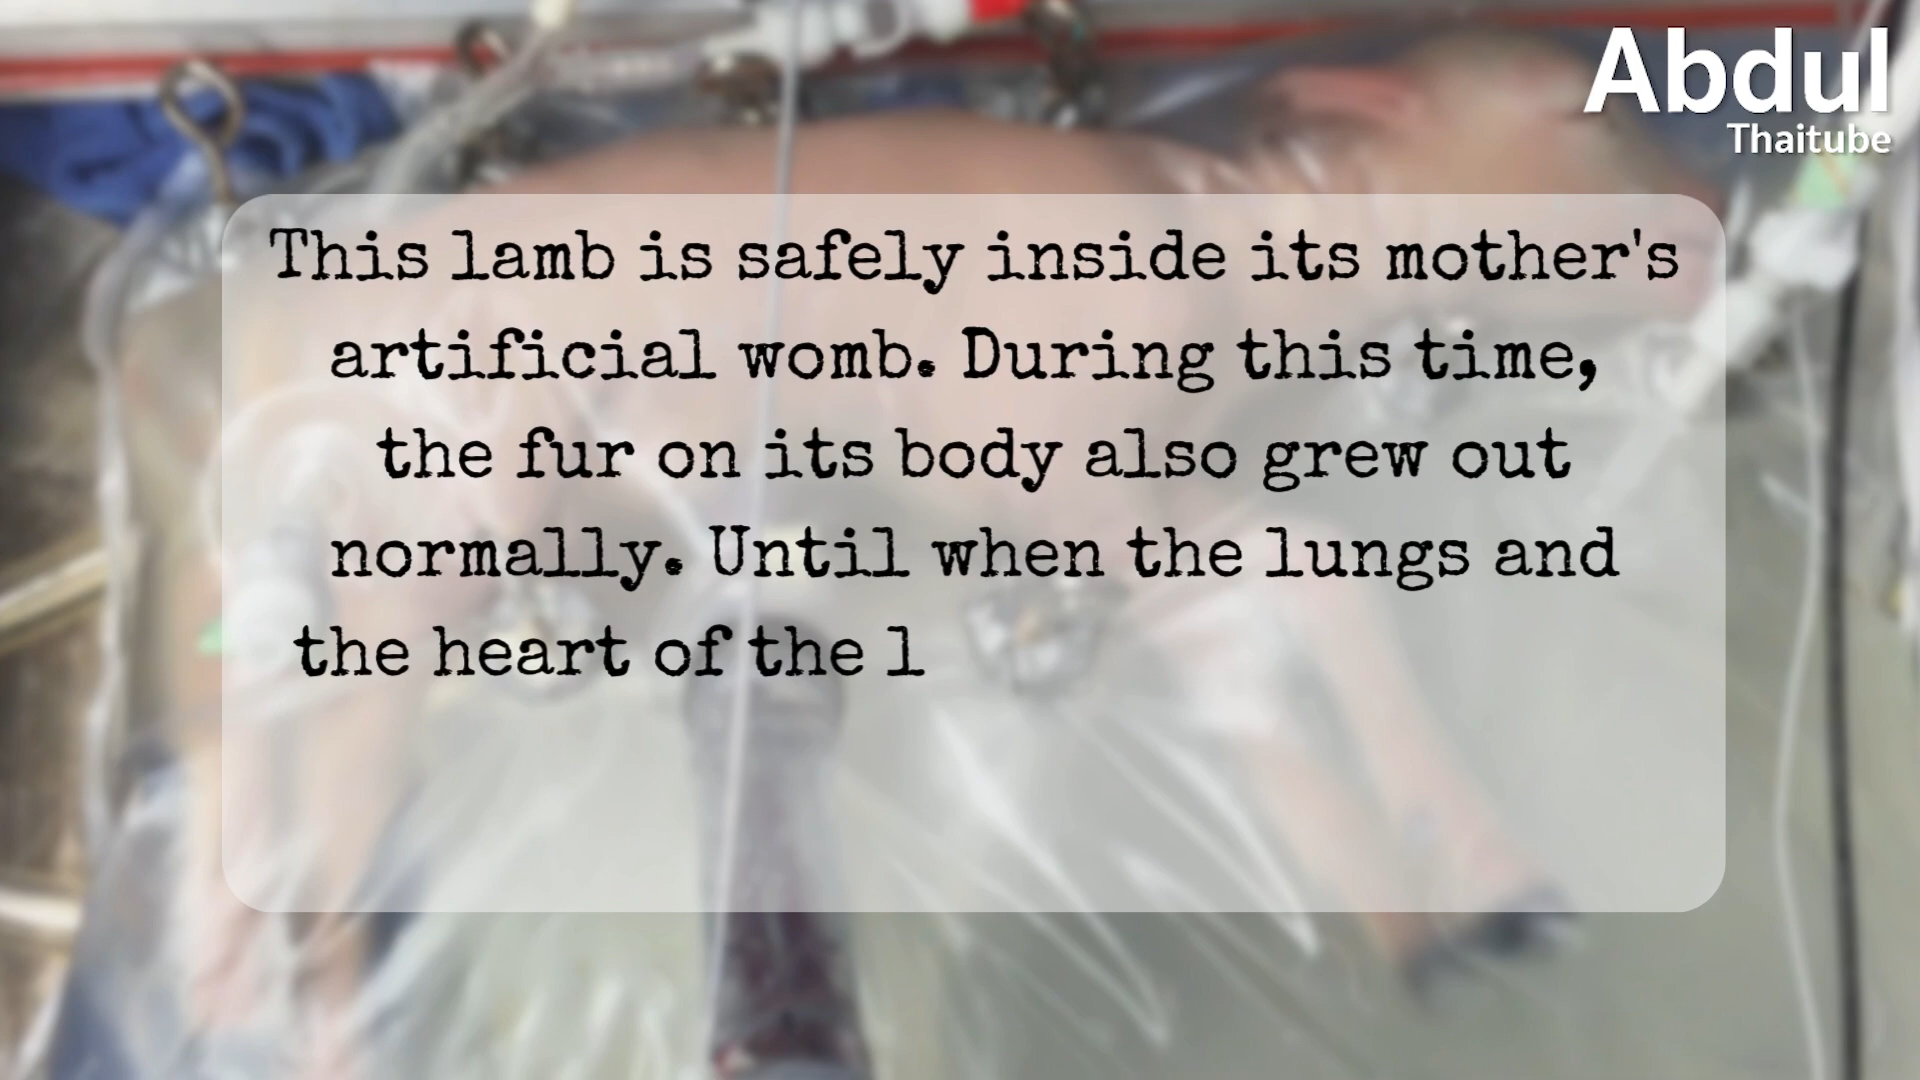 Abdul
Thaitube
This lamb is safely inside its mother's
artificial womb. During this time,
the fur on its body also grew out
normally. Until when the lungs and
the heart of the l